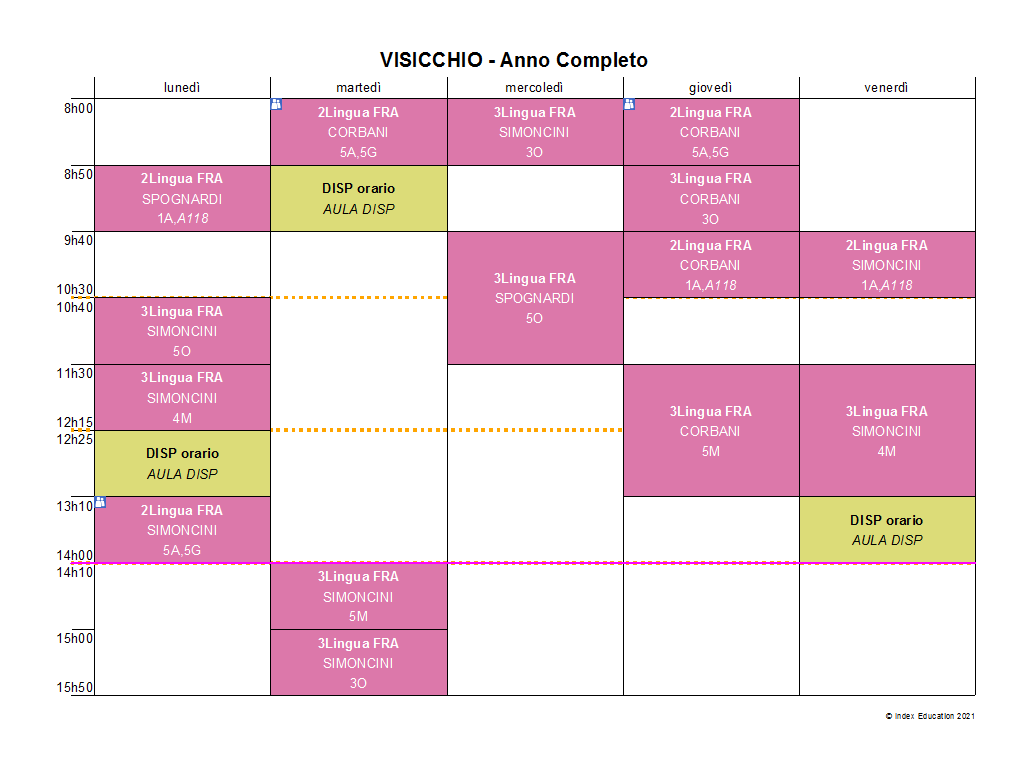 VISICCHIO - Anno Completo
lunedì
martedì
mercoledì
giovedì
venerdì
8h00
2Lingua FRA
CORBANI
5A,5G
3Lingua FRA
SIMONCINI
3O
2Lingua FRA
CORBANI
5A,5G
8h50
2Lingua FRA
SPOGNARDI
1A,A118
DISP orario
AULA DISP
3Lingua FRA
CORBANI
3O
9h40
3Lingua FRA
SPOGNARDI
5O
2Lingua FRA
CORBANI
1A,A118
2Lingua FRA
SIMONCINI
1A,A118
10h30
10h40
3Lingua FRA
SIMONCINI
5O
11h30
3Lingua FRA
SIMONCINI
4M
3Lingua FRA
CORBANI
5M
3Lingua FRA
SIMONCINI
4M
12h15
12h25
DISP orario
AULA DISP
13h10
2Lingua FRA
SIMONCINI
5A,5G
DISP orario
AULA DISP
14h00
14h10
3Lingua FRA
SIMONCINI
5M
15h00
3Lingua FRA
SIMONCINI
3O
15h50
© Index Education 2021